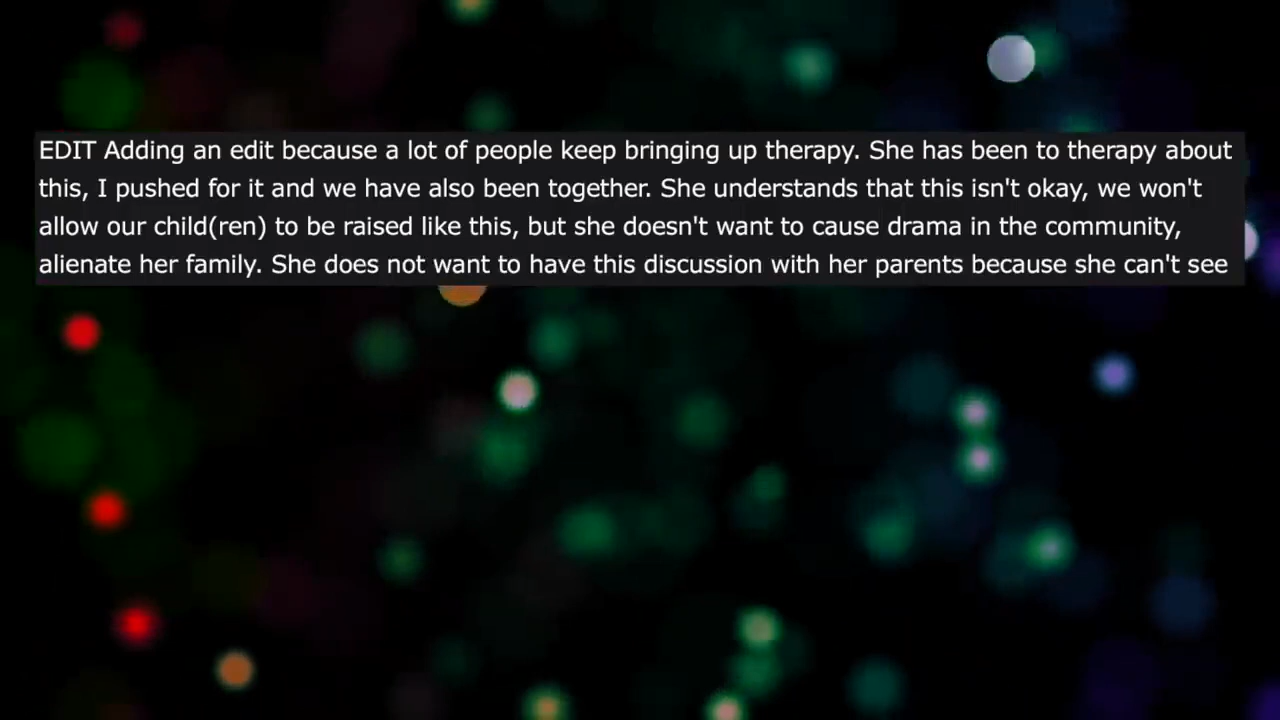 EDIT Adding an edit because a lot of people keep bringing up therapy. She has been to therapy about
this, I pushed for it and we have also been together. She understands that this isn't okay, we won't
allow our child(ren) to be raised like this, but she doesn't want to cause drama in the community,
alienate her family. She does not want to have this discussion with her parents because she can't see